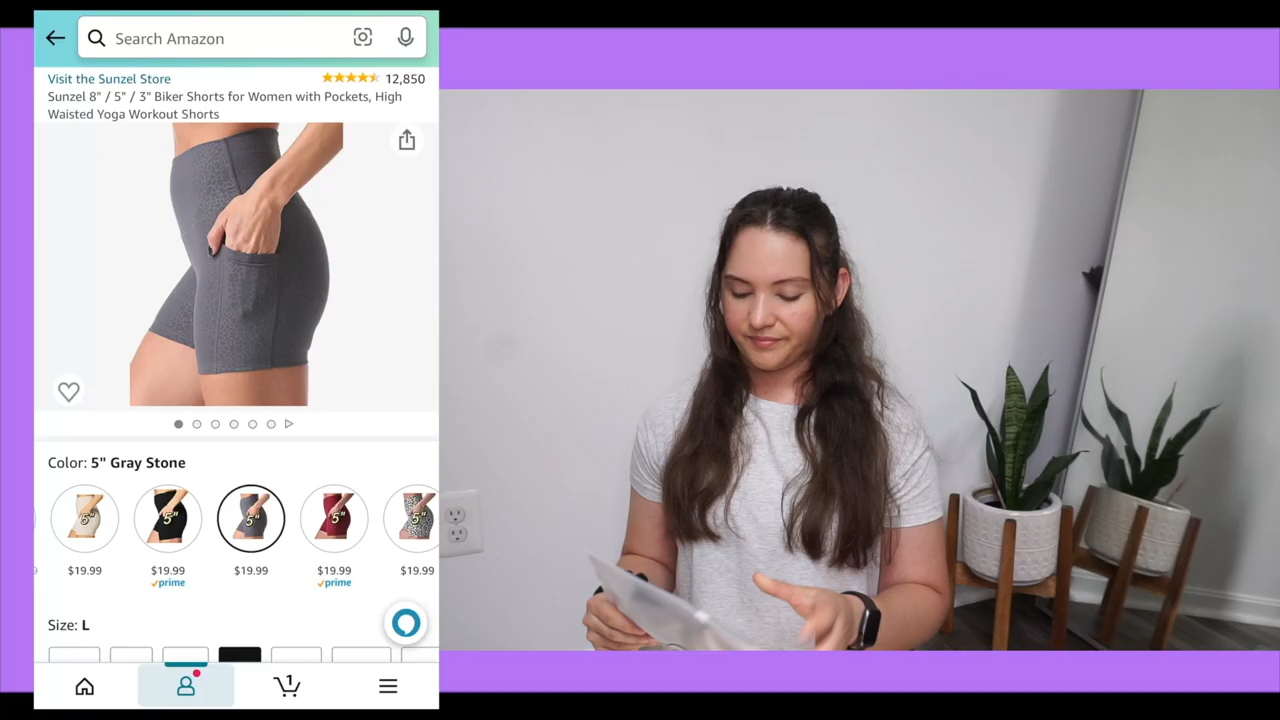 Search Amazon
Visit the Sunzel Store
12,850
Sunzel 8" / 5" / 3" Biker Shorts for Women with Pockets, High
Waisted Yoga Workout Shorts
Color: 5" Gray Stone
5" 5" 5" 5" 5"
$19.99 $19.99 $19.99 $19.99 $19.99
prime prime
Size: L
1